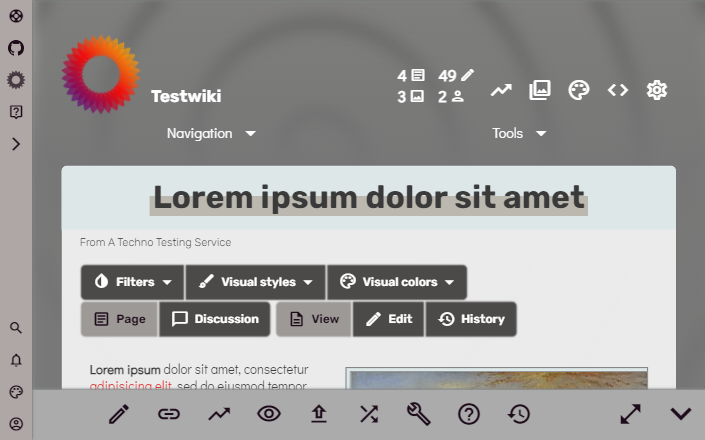 4 49
3 2
Testwiki
Navigation Tools
Lorem ipsum dolor sit amet
From A Techno Testing Service
Filters Visual styles Visual colors
Page Discussion View Edit History
Lorem ipsum dolor sit amet, consectetur
adipisicing elit, sed do eiusmod tempor